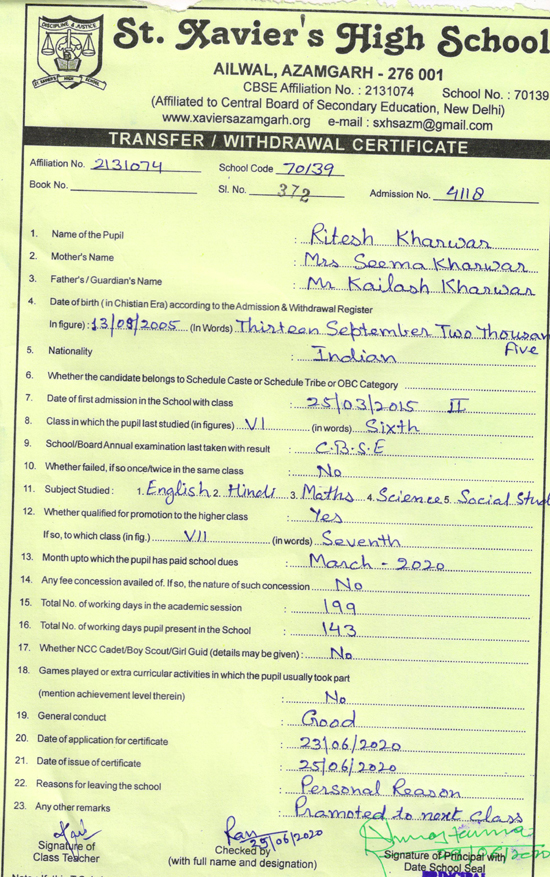 DISCIPLINE & JUSTICE
ST. XAVIER'S HIGH SCHOOL
St. Xavier's High School
AILWAL, AZAMGARH - 276 001
CBSE Affiliation No. : 2131074 School No. : 70139
(Affiliated to Central Board of Secondary Education, New Delhi)
www.xaviersazamgarh.org e-mail : sxhsazm@gmail.com
TRANSFER / WITHDRAWAL CERTIFICATE
Affiliation No. 2131074 School Code 70139
Book No. Sl. No. 372 Admission No. 4118
1. Name of the Pupil : Ritesh Kharwar
2. Mother's Name : Mrs Seema Kharwar
3. Father's / Guardian's Name : Mr Kailash Kharwar
4. Date of birth (in Chistian Era) according to the Admission & Withdrawal Register
In figure) : 13/09/2005 (In Words) Thirteen September Two Thousan
Five
5. Nationality : Indian
6. Whether the candidate belongs to Schedule Caste or Schedule Tribe or OBC Category
7. Date of first admission in the School with class : 25/03/2015 II
8. Class in which the pupil last studied (in figures) VI (in words) Sixth
9. School/Board Annual examination last taken with result : C.B.S.E
10. Whether failed, if so once/twice in the same class : No
11. Subject Studied : 1. English 2. Hindi 3. Maths 4. Science 5. Social Stud
12. Whether qualified for promotion to the higher class : Yes
If so, to which class (in fig.) VII (in words) Seventh
13. Month upto which the pupil has paid school dues : March - 2020
14. Any fee concession availed of. If so, the nature of such concession No
15. Total No. of working days in the academic session : 199
16. Total No. of working days pupil present in the School : 143
17. Whether NCC Cadet/Boy Scout/Girl Guid (details may be given) : No
18. Games played or extra curricular activities in which the pupil usually took part
(mention achievement level therein) : No
19. General conduct : Good
20. Date of application for certificate : 23/06/2020
21. Date of issue of certificate : 25/06/2020
22. Reasons for leaving the school : Personal Reason
23. Any other remarks : Promoted to next class
25/06/2020
Signature of Checked by Signature of Principal with
Class Teacher (with full name and designation) Date School Seal
PRINCIPAL